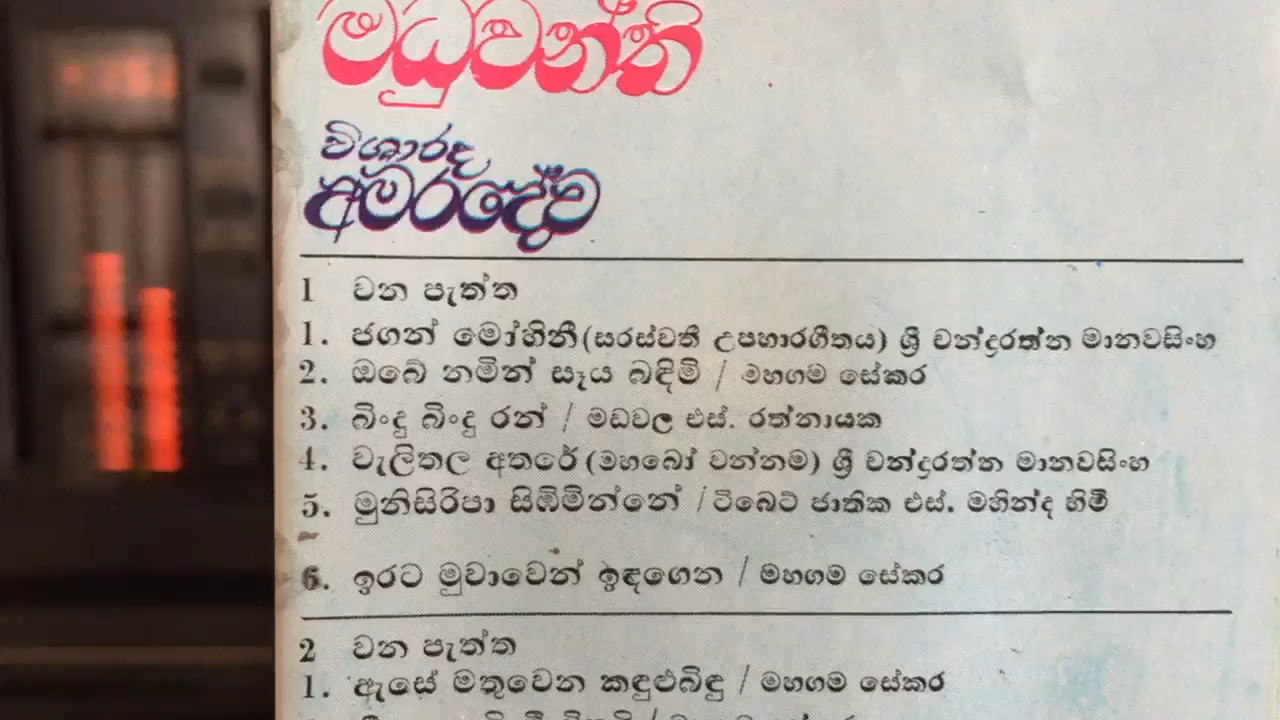 මධුවන්ති
විශාරද
අමරදේව
1 වන පැත්ත
1. ජගන් මෝහිනී (සරස්වතී උපහාරගීතය) ශ්‍රී චන්ද්‍රරත්න මානවසිංහ
2. ඔබේ නමින් සෑය බඳිමි / මහගම සේකර
3. බිංදු බිංදු රන් / මඩවල එස්. රත්නායක
4. වැලිතල අතරේ (මහබෝ වන්නම) ශ්‍රී චන්ද්‍රරත්න මානවසිංහ
5. මුනිසිරිපා සිඹිමින්නේ / ටිබෙට් ජාතික එස්. මහින්ද හිමි
6. ඉරට මුවාවෙන් ඉඳගෙන / මහගම සේකර
2 වන පැත්ත
1. ඇසේ මතුවෙන කඳුළුබිඳු / මහගම සේකර